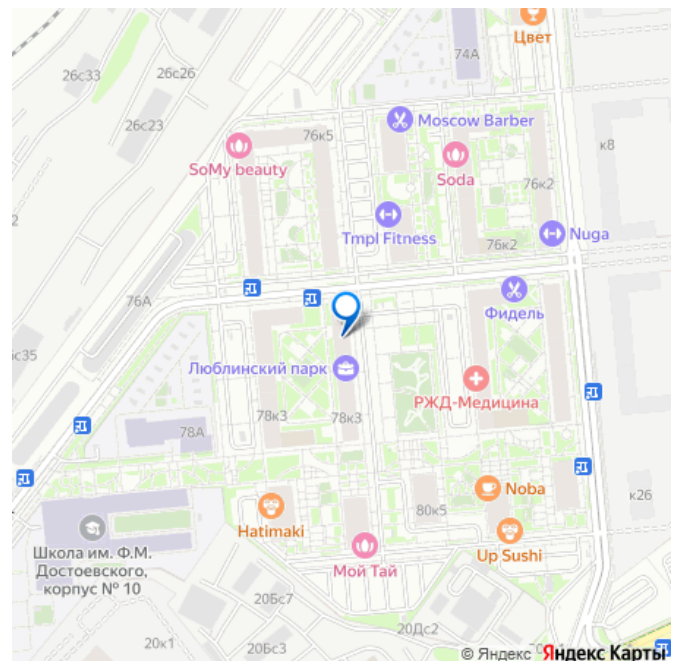 Цвет
74А
26с33
26с26
26с23
76к5
Moscow Barber
к8
SoMy beauty
Soda
76к2
Tmpl Fitness
76к2
Nuga
76А
Фидель
с35
Люблинский парк
РЖД-Медицина
78к3
78к3
78А
80к5
Noba
к26
Hatimaki
Up Sushi
Школа им. Ф.М.
Достоевского,
корпус № 10
Мой Тай
20Бс7
20Дс2
20к1
20Бс3
© Яндекс Яндекс Карты